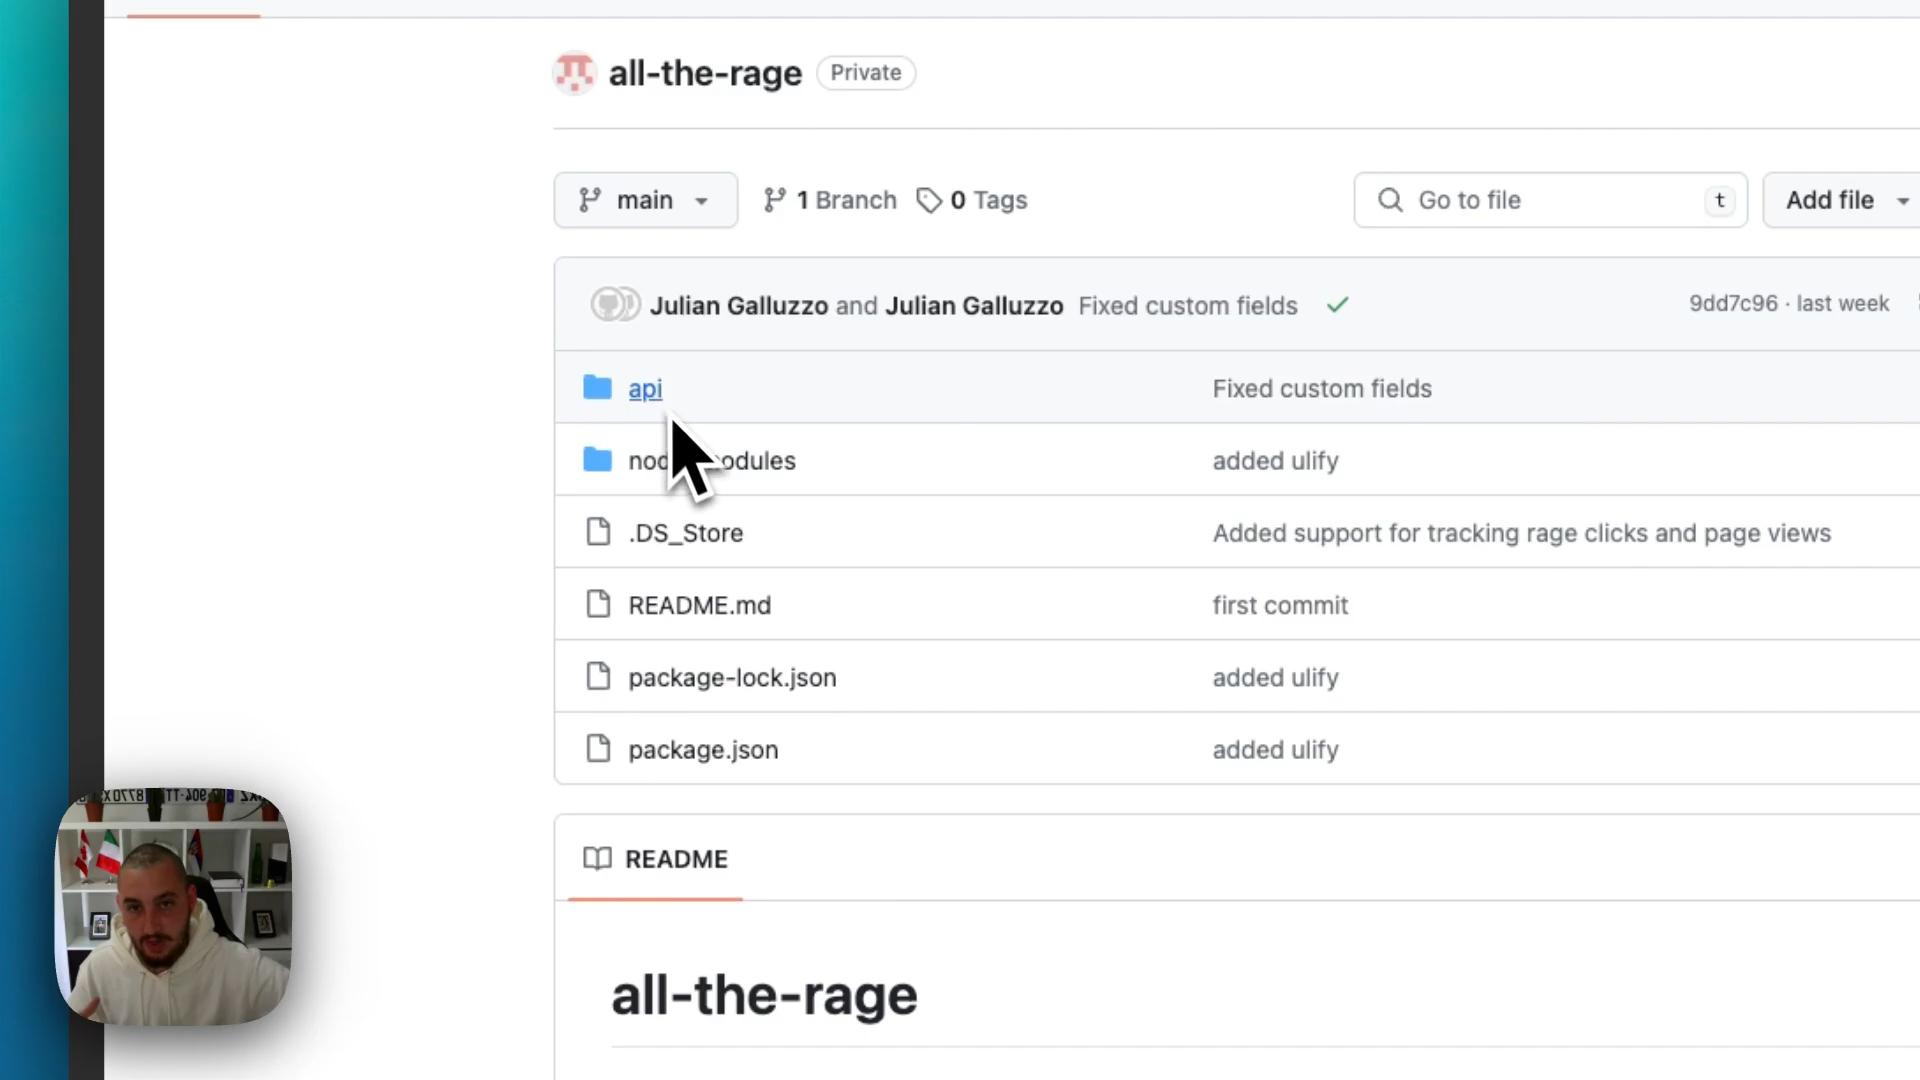 all-the-rage Private
main 1 Branch 0 Tags Go to file t Add file
Julian Galluzzo and Julian Galluzzo Fixed custom fields 9dd7c96 · last week
api Fixed custom fields
added ulify
.DS_Store Added support for tracking rage clicks and page views
README.md first commit
package-lock.json added ulify
package.json added ulify
README
all-the-rage